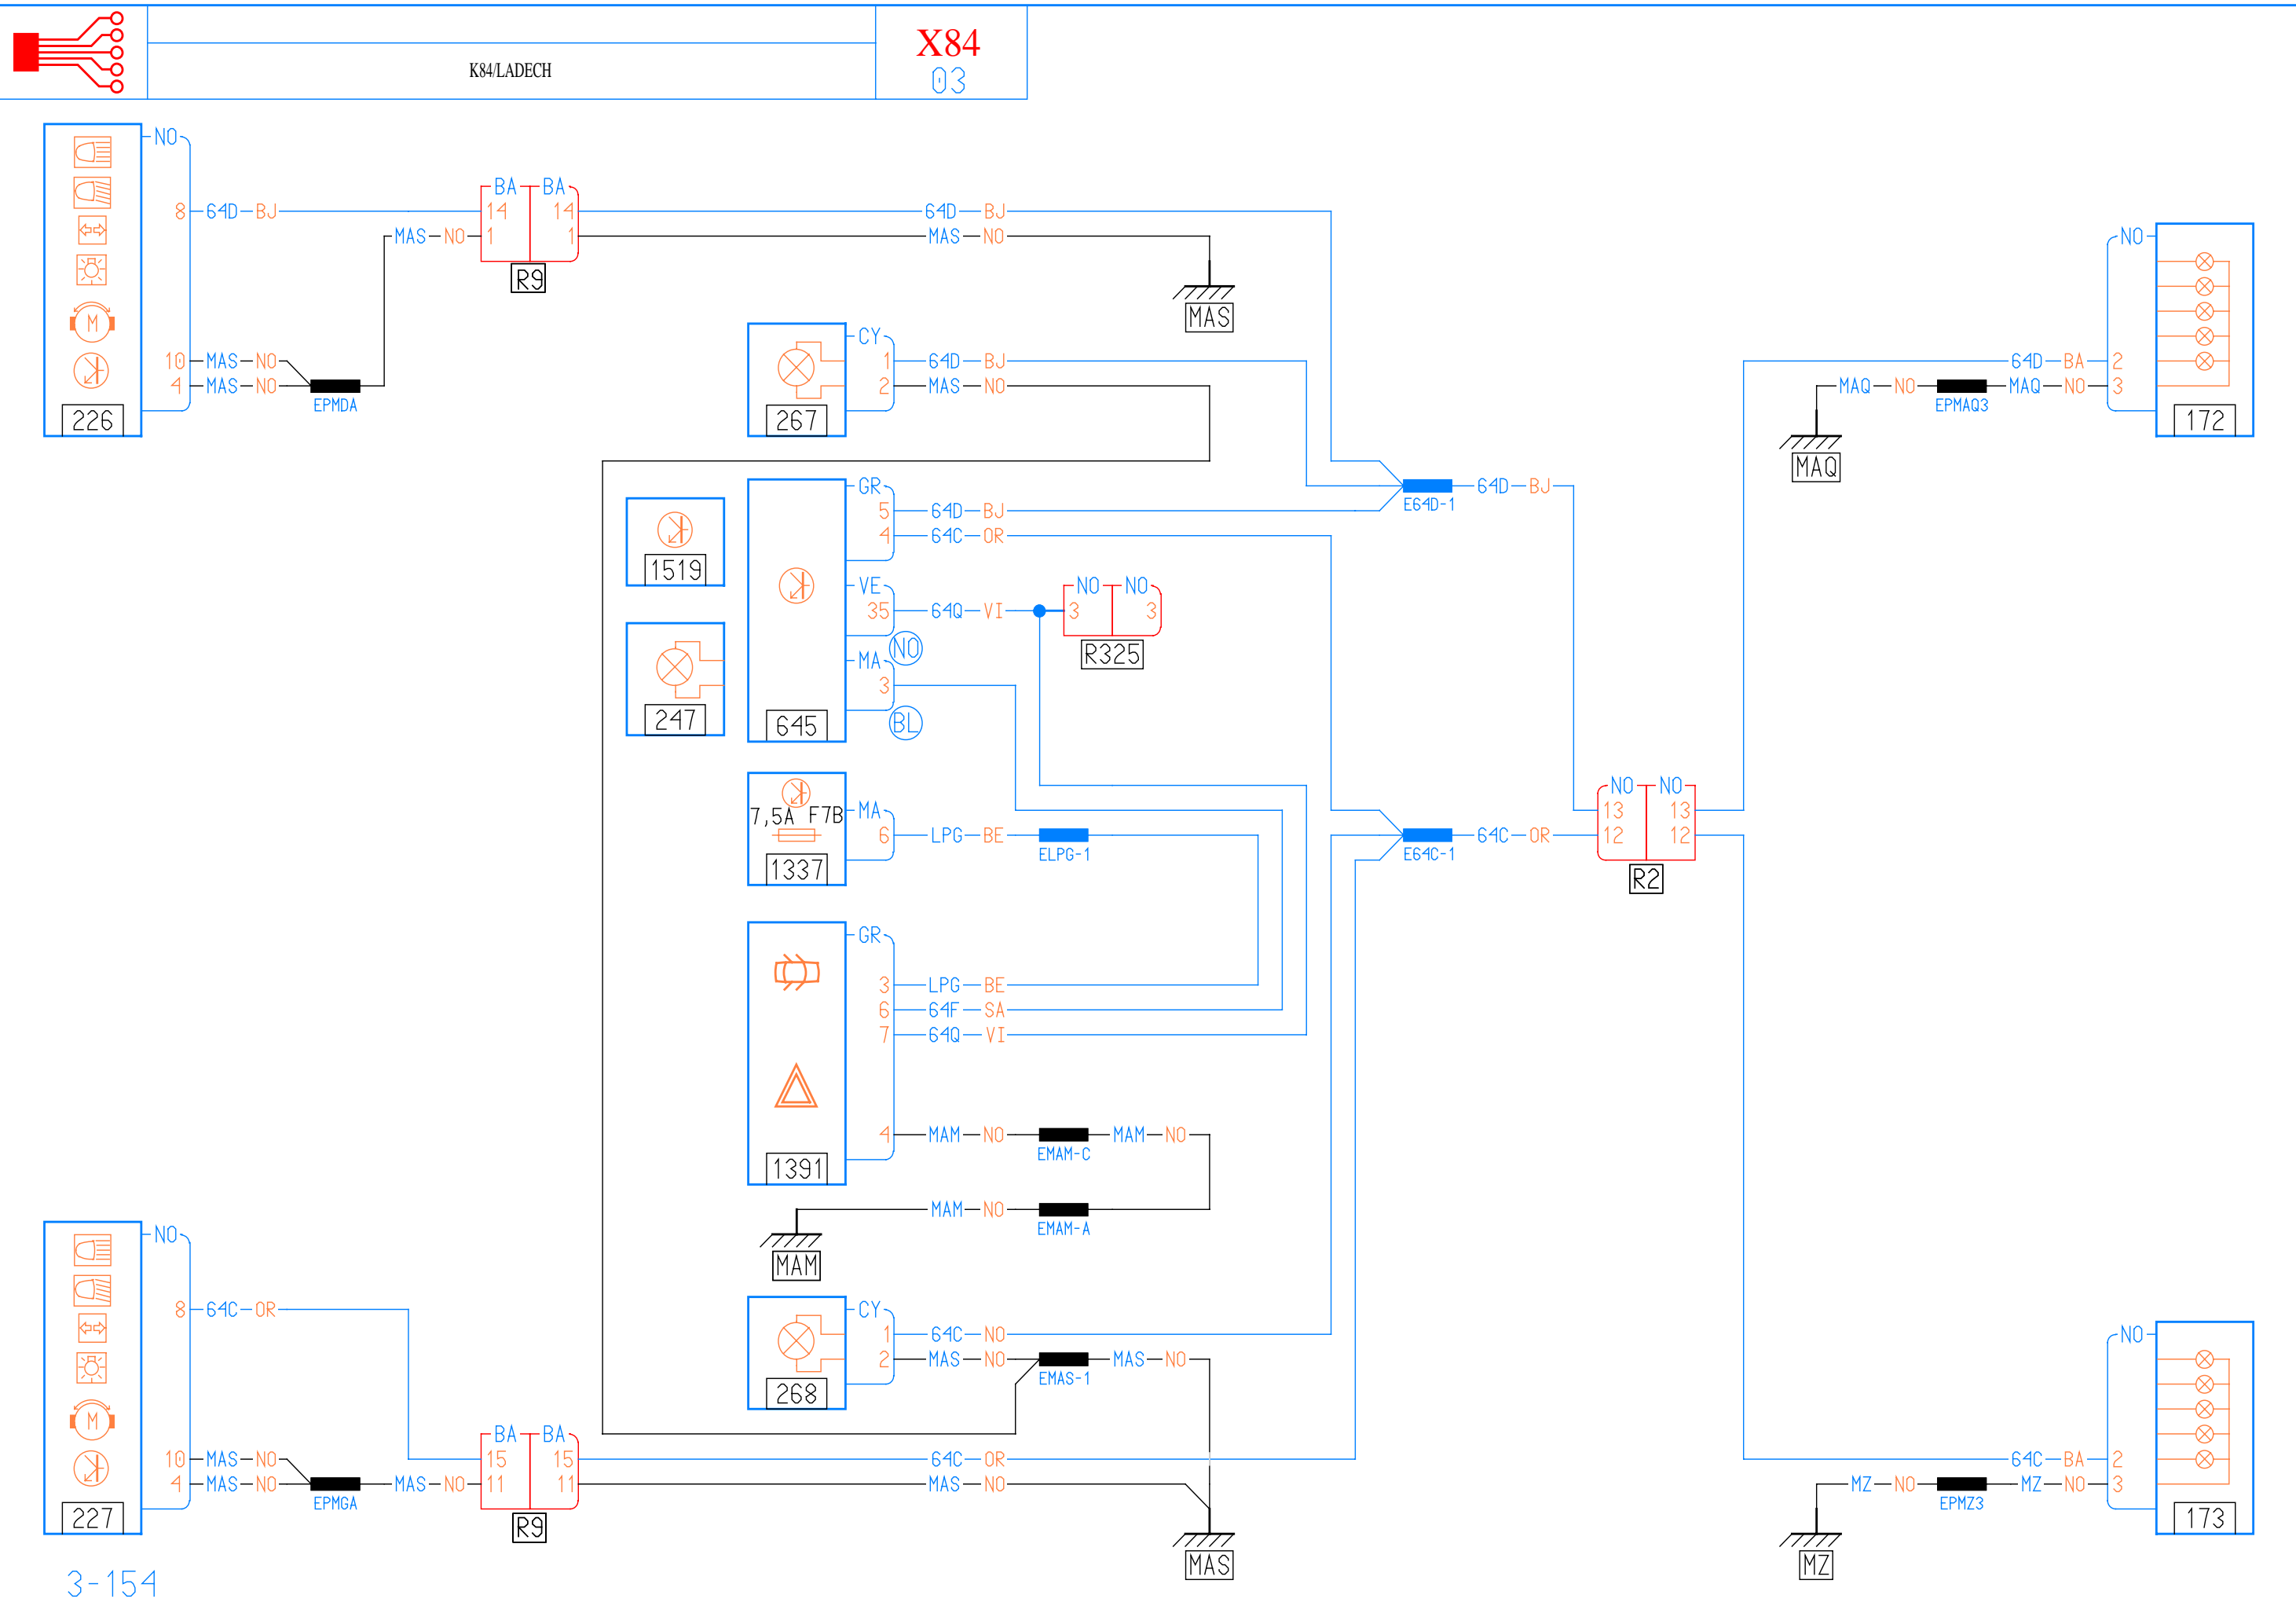 K84/LADECH
X84
03
NO
8 64D BJ
MAS NO
10 MAS NO
4 MAS NO
EPMDA
226
BA BA
14 14
1 1
R9
64D BJ
MAS NO
MAS
CY
1 64D BJ
2 MAS NO
267
NO
64D BA 2
MAQ NO MAQ NO 3
EPMAQ3
MAQ
172
GR
5 64D BJ
4 64C OR
VE
35 64Q VI
NO
MA
3
BL
645
1519
247
NO NO
3 3
R325
64D BJ
E64D-1
7,5A F7B
MA
6 LPG BE
ELPG-1
1337
64C OR
E64C-1
NO NO
13 13
12 12
R2
GR
3 LPG BE
6 64F SA
7 64Q VI
4 MAM NO MAM NO
EMAM-C
1391
MAM NO
EMAM-A
MAM
CY
1 64C NO
2 MAS NO MAS NO
EMAS-1
268
NO
8 64C OR
10 MAS NO
4 MAS NO MAS NO
EPMGA
227
BA BA
15 15
11 11
R9
64C OR
MAS NO
MAS
NO
64C BA 2
MZ NO MZ NO 3
EPMZ3
MZ
173
M
M
3-154